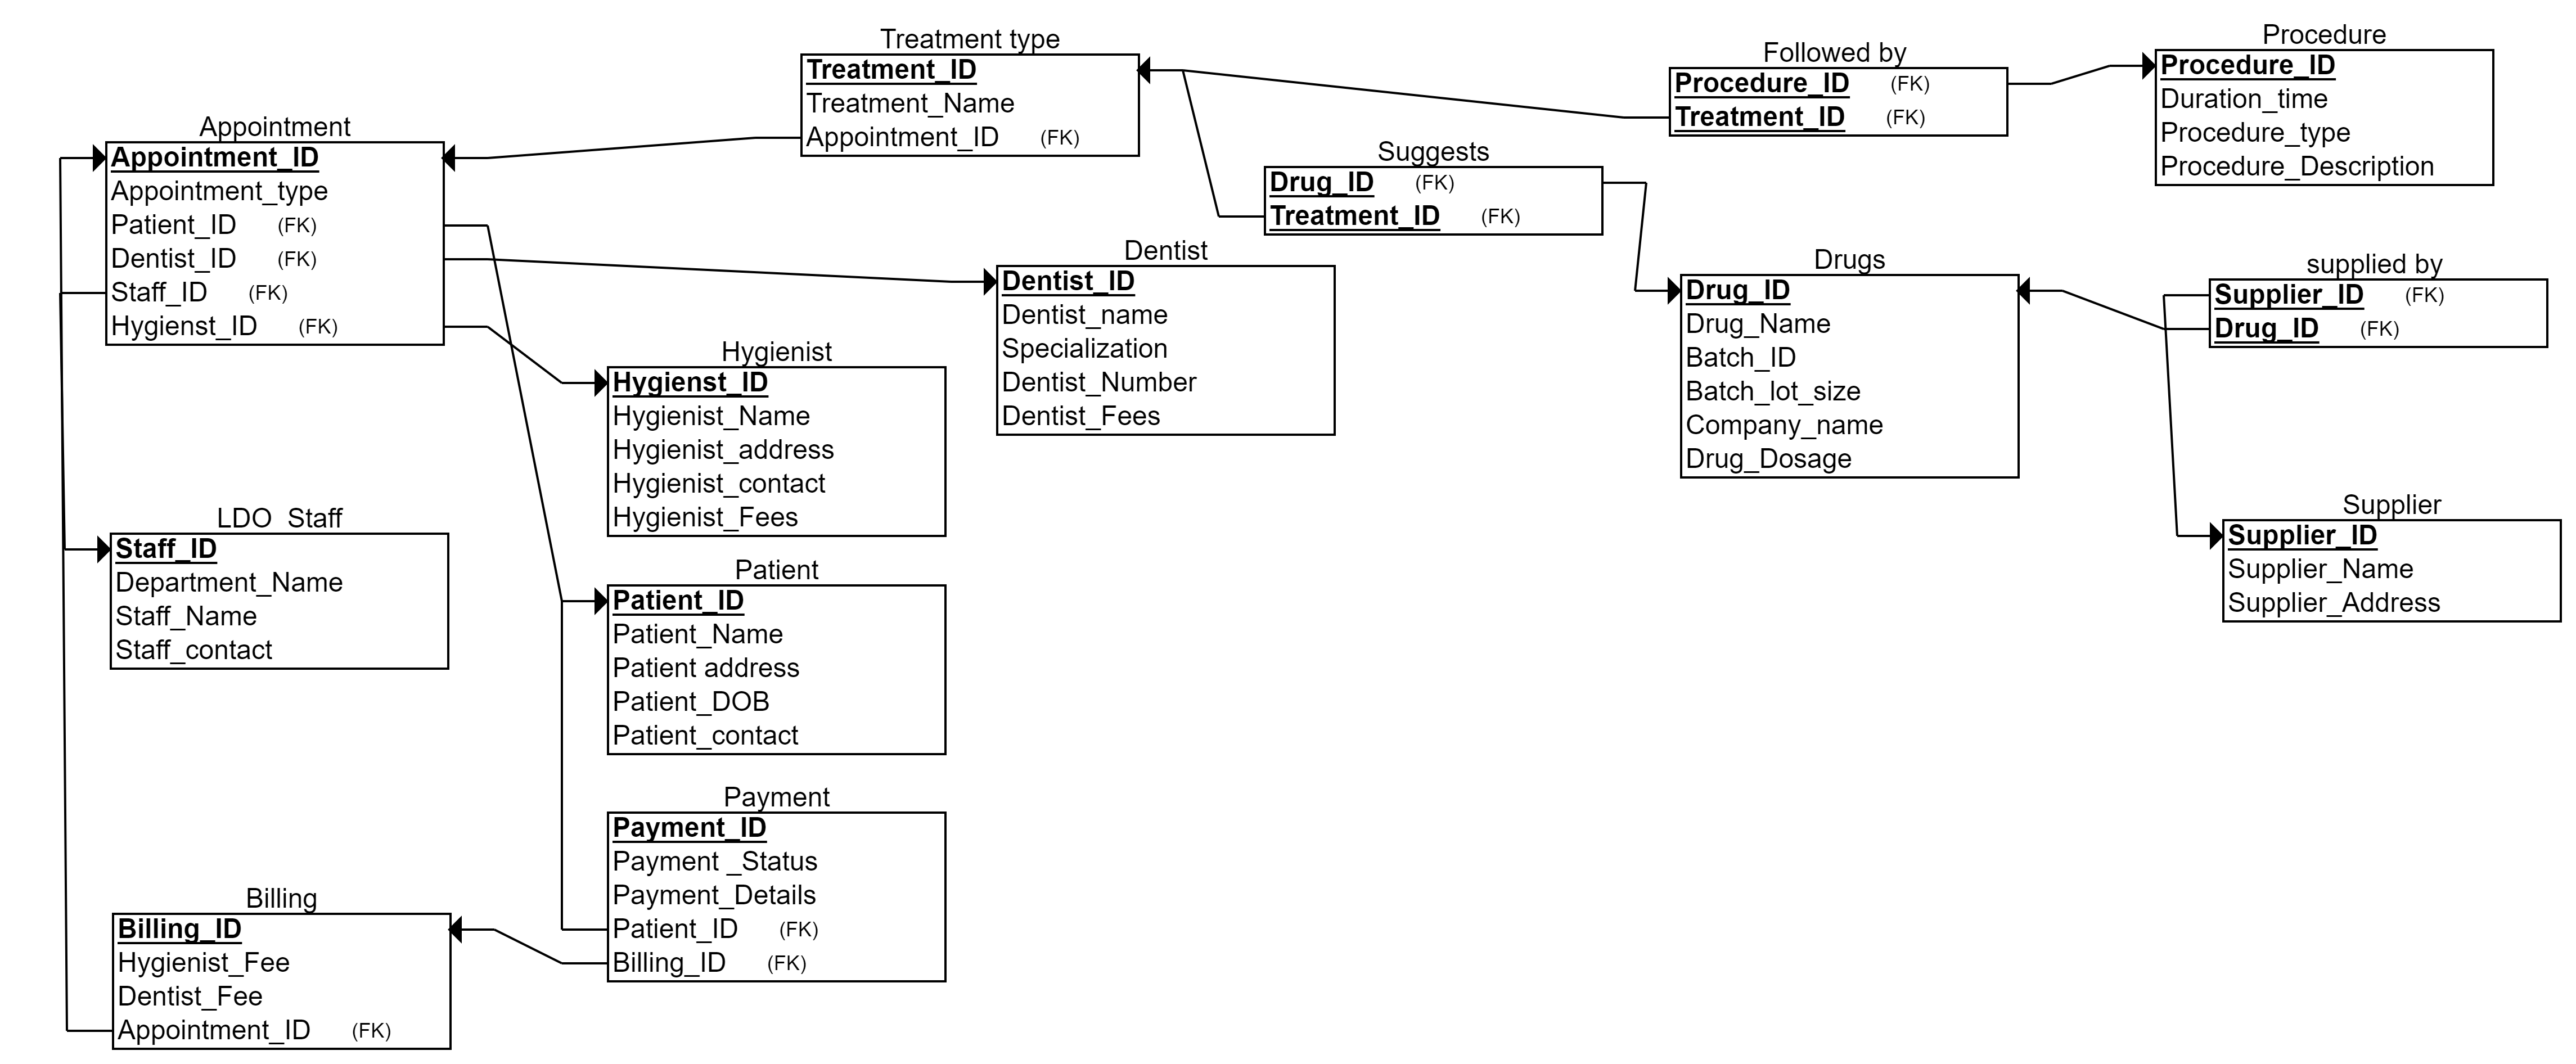 Treatment type
Treatment_ID
Treatment_Name
Appointment_ID (FK)
Followed by
Procedure_ID (FK)
Treatment_ID (FK)
Procedure
Procedure_ID
Duration_time
Procedure_type
Procedure_Description
Appointment
Appointment_ID
Appointment_type
Patient_ID (FK)
Dentist_ID (FK)
Staff_ID (FK)
Hygienst_ID (FK)
Suggests
Drug_ID (FK)
Treatment_ID (FK)
Dentist
Dentist_ID
Dentist_name
Specialization
Dentist_Number
Dentist_Fees
Drugs
Drug_ID
Drug_Name
Batch_ID
Batch_lot_size
Company_name
Drug_Dosage
supplied by
Supplier_ID (FK)
Drug_ID (FK)
Hygienist
Hygienst_ID
Hygienist_Name
Hygienist_address
Hygienist_contact
Hygienist_Fees
LDO Staff
Staff_ID
Department_Name
Staff_Name
Staff_contact
Supplier
Supplier_ID
Supplier_Name
Supplier_Address
Patient
Patient_ID
Patient_Name
Patient address
Patient_DOB
Patient_contact
Payment
Payment_ID
Payment _Status
Payment_Details
Patient_ID (FK)
Billing_ID (FK)
Billing
Billing_ID
Hygienist_Fee
Dentist_Fee
Appointment_ID (FK)